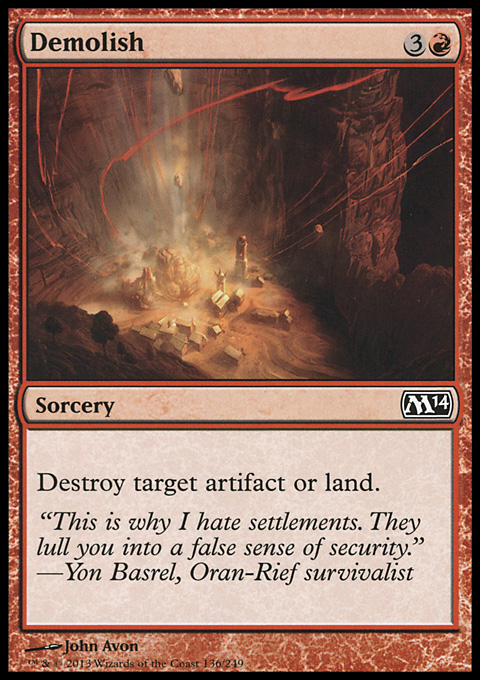 Demolish 3
Sorcery M14
Destroy target artifact or land.
“This is why I hate settlements. They
lull you into a false sense of security.”
—Yon Basrel, Oran-Rief survivalist
John Avon
™ & © 2013 Wizards of the Coast 136/249